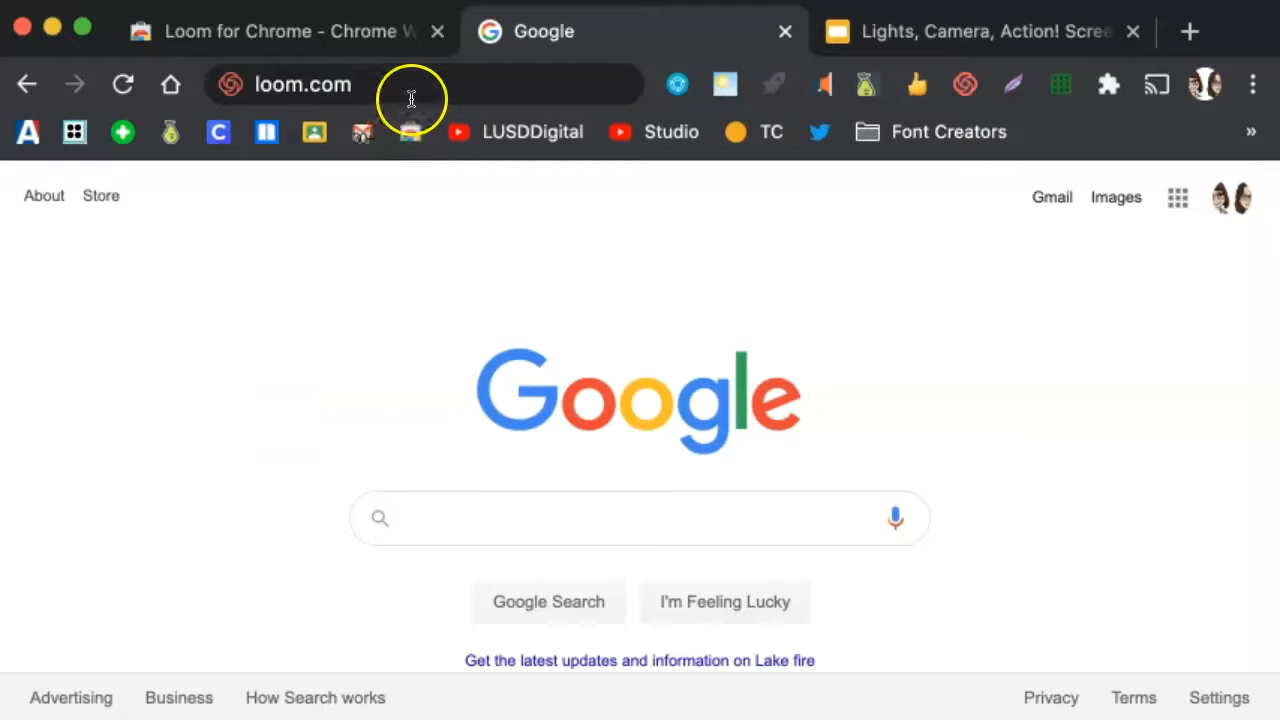 Loom for Chrome - Chrome W
Google
Lights, Camera, Action! Scree
loom.com
LUSDDigital
Studio
TC
Font Creators
About
Store
Gmail
Images
Google
Google Search
I'm Feeling Lucky
Get the latest updates and information on Lake fire
Advertising
Business
How Search works
Privacy
Terms
Settings